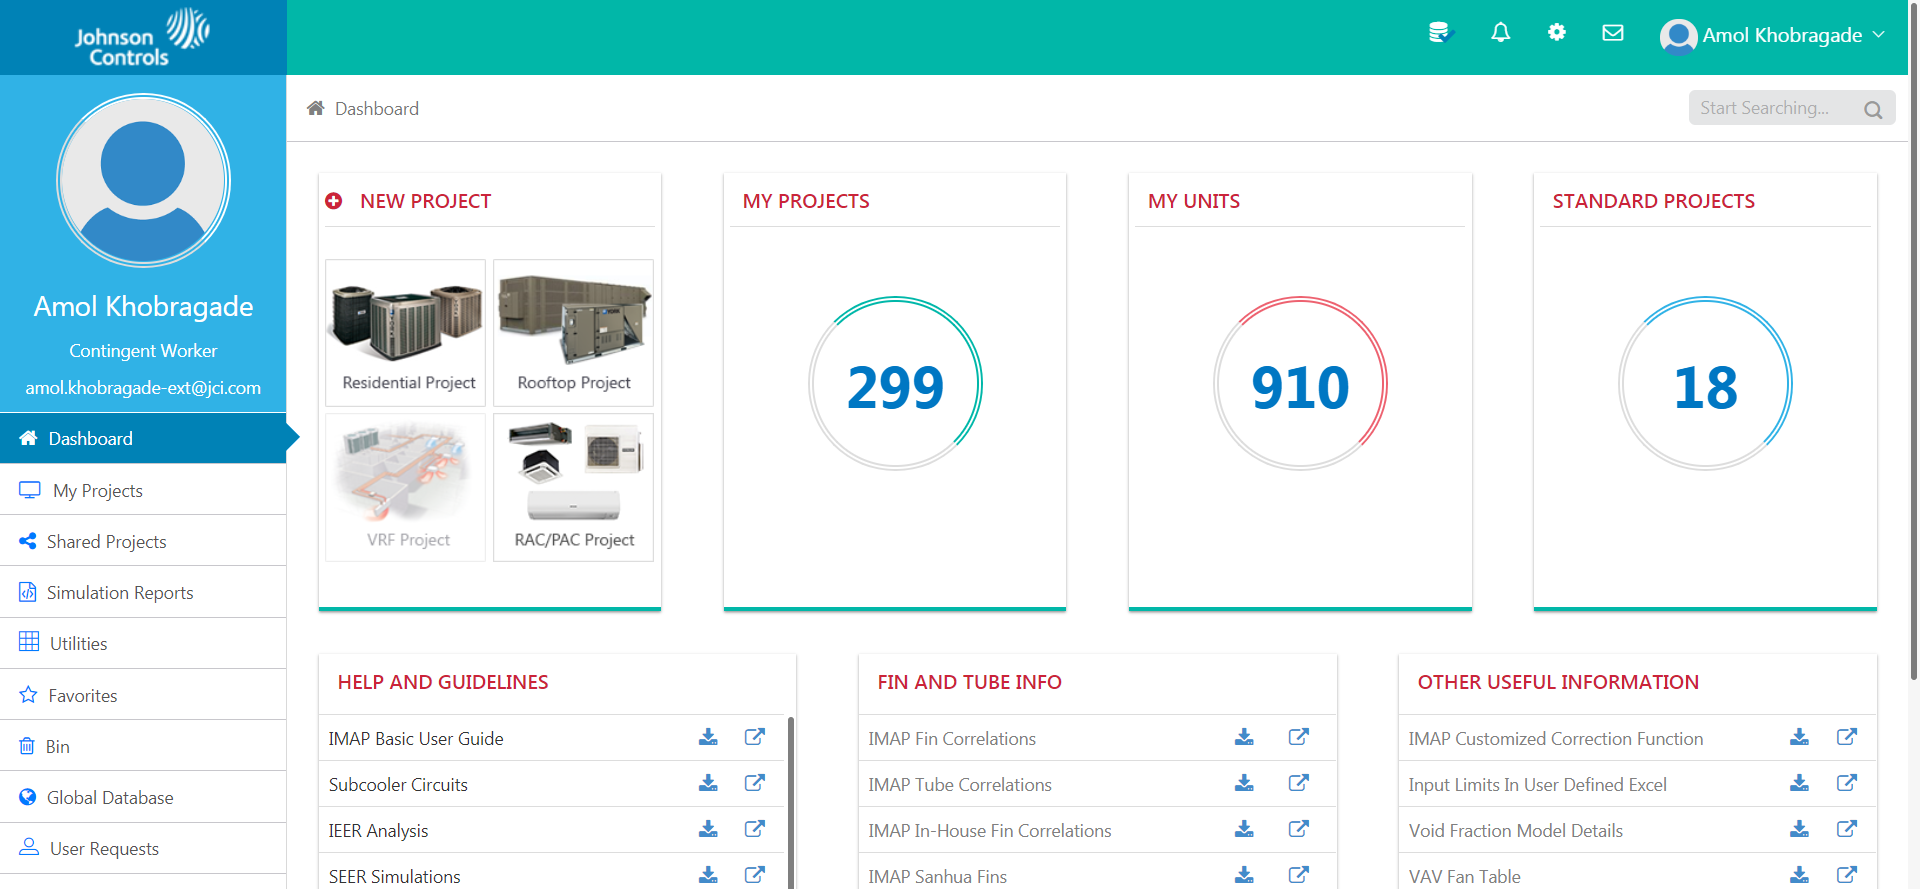 Johnson
Controls
Amol Khobragade
Amol Khobragade
Contingent Worker
amol.khobragade-ext@jci.com
Dashboard
My Projects
Shared Projects
Simulation Reports
Utilities
Favorites
Bin
Global Database
User Requests
Dashboard
Start Searching...
NEW PROJECT
Residential Project
Rooftop Project
VRF Project
RAC/PAC Project
MY PROJECTS
299
MY UNITS
910
STANDARD PROJECTS
18
HELP AND GUIDELINES
IMAP Basic User Guide
Subcooler Circuits
IEER Analysis
SEER Simulations
FIN AND TUBE INFO
IMAP Fin Correlations
IMAP Tube Correlations
IMAP In-House Fin Correlations
IMAP Sanhua Fins
OTHER USEFUL INFORMATION
IMAP Customized Correction Function
Input Limits In User Defined Excel
Void Fraction Model Details
VAV Fan Table